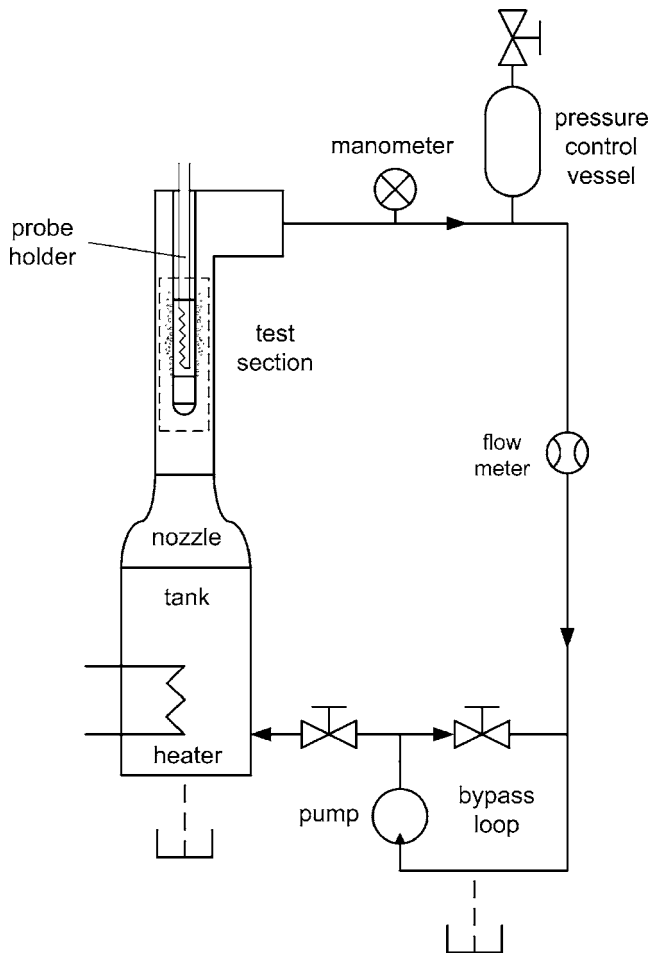 pressure
control
vessel
manometer
probe
holder
test
section
flow
meter
nozzle
tank
heater
pump
bypass
loop